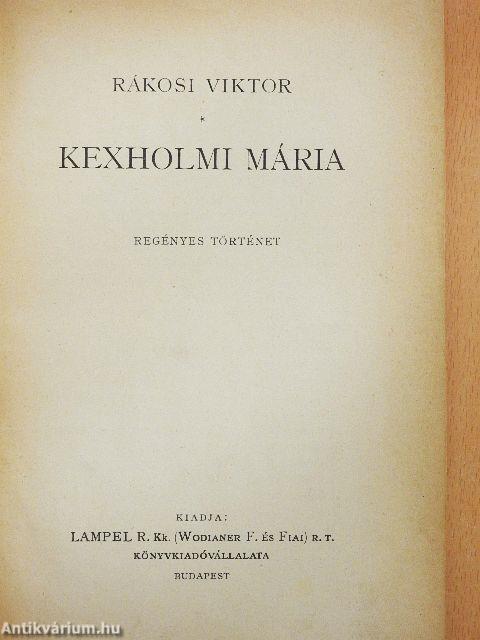 RÁKOSI VIKTOR
*
KEXHOLMI MÁRIA
REGÉNYES TÖRTÉNET
KIADJA:
LAMPEL R. KK. (WODIANER F. ÉS FIAI) R. T.
KÖNYVKIADÓVÁLLALATA
BUDAPEST
Antikvárium.hu